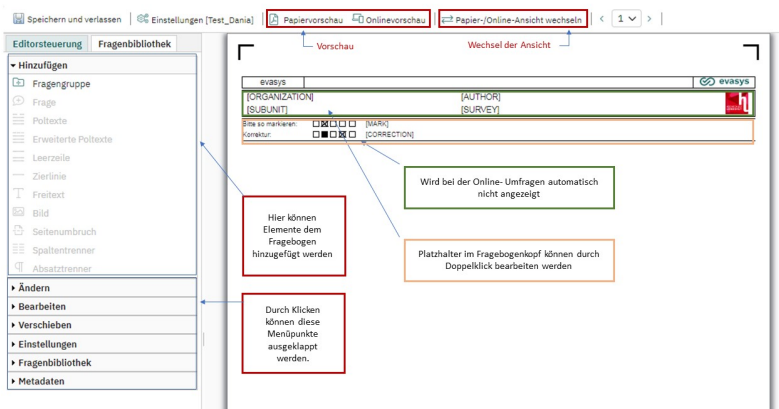 Speichern und verlassen | Einstellungen [Test_Dania] | Papiervorschau Onlinevorschau | Papier-/Online-Ansicht wechseln | < 1 > |
Vorschau
Wechsel der Ansicht
Editorsteuerung Fragenbibliothek
Hinzufügen
Fragengruppe
Frage
Poltexte
Erweiterte Poltexte
Leerzeile
Zierlinie
Freitext
Bild
Seitenumbruch
Spaltentrenner
Absatztrenner
Ändern
Bearbeiten
Verschieben
Einstellungen
Fragenbibliothek
Metadaten
evasys
evasys
[ORGANIZATION] [AUTHOR]
[SUBUNIT] [SURVEY]
Bitte so markieren: [MARK]
Korrektur: [CORRECTION]
Wird bei der Online- Umfragen automatisch
nicht angezeigt
Hier können
Elemente dem
Fragebogen
hinzugefügt werden
Platzhalter im Fragebogenkopf können durch
Doppelklick bearbeiten werden
Durch Klicken
können diese
Menüpunkte
ausgeklappt
werden.